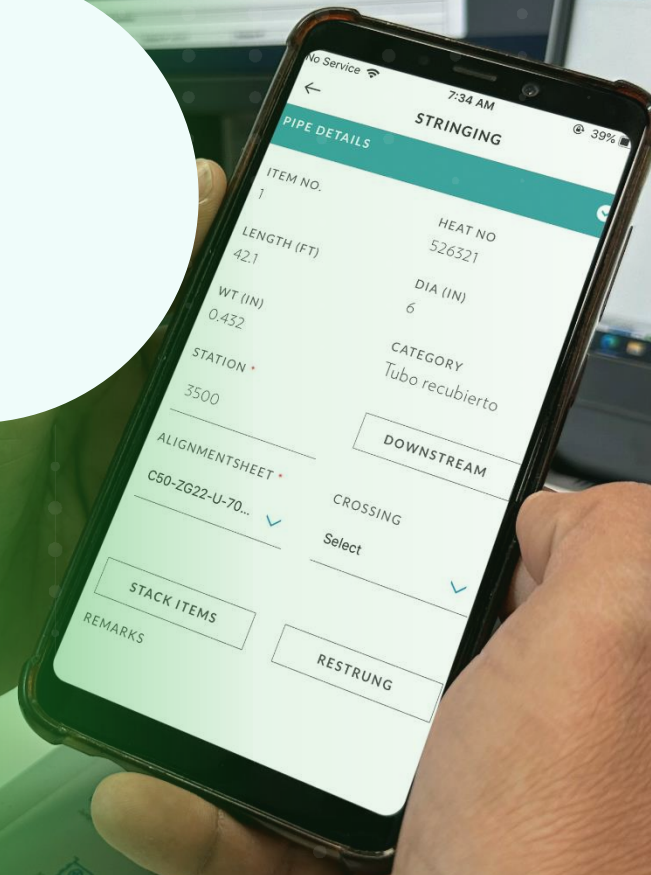 No Service
7:34 AM
39%
STRINGING
PIPE DETAILS
ITEM NO.
1
HEAT NO
526321
LENGTH (FT)
42.1
DIA (IN)
6
WT (IN)
0.432
CATEGORY
Tubo recubierto
STATION *
3500
DOWNSTREAM
ALIGNMENTSHEET *
C50-ZG22-U-70...
CROSSING
Select
STACK ITEMS
RESTRUNG
REMARKS